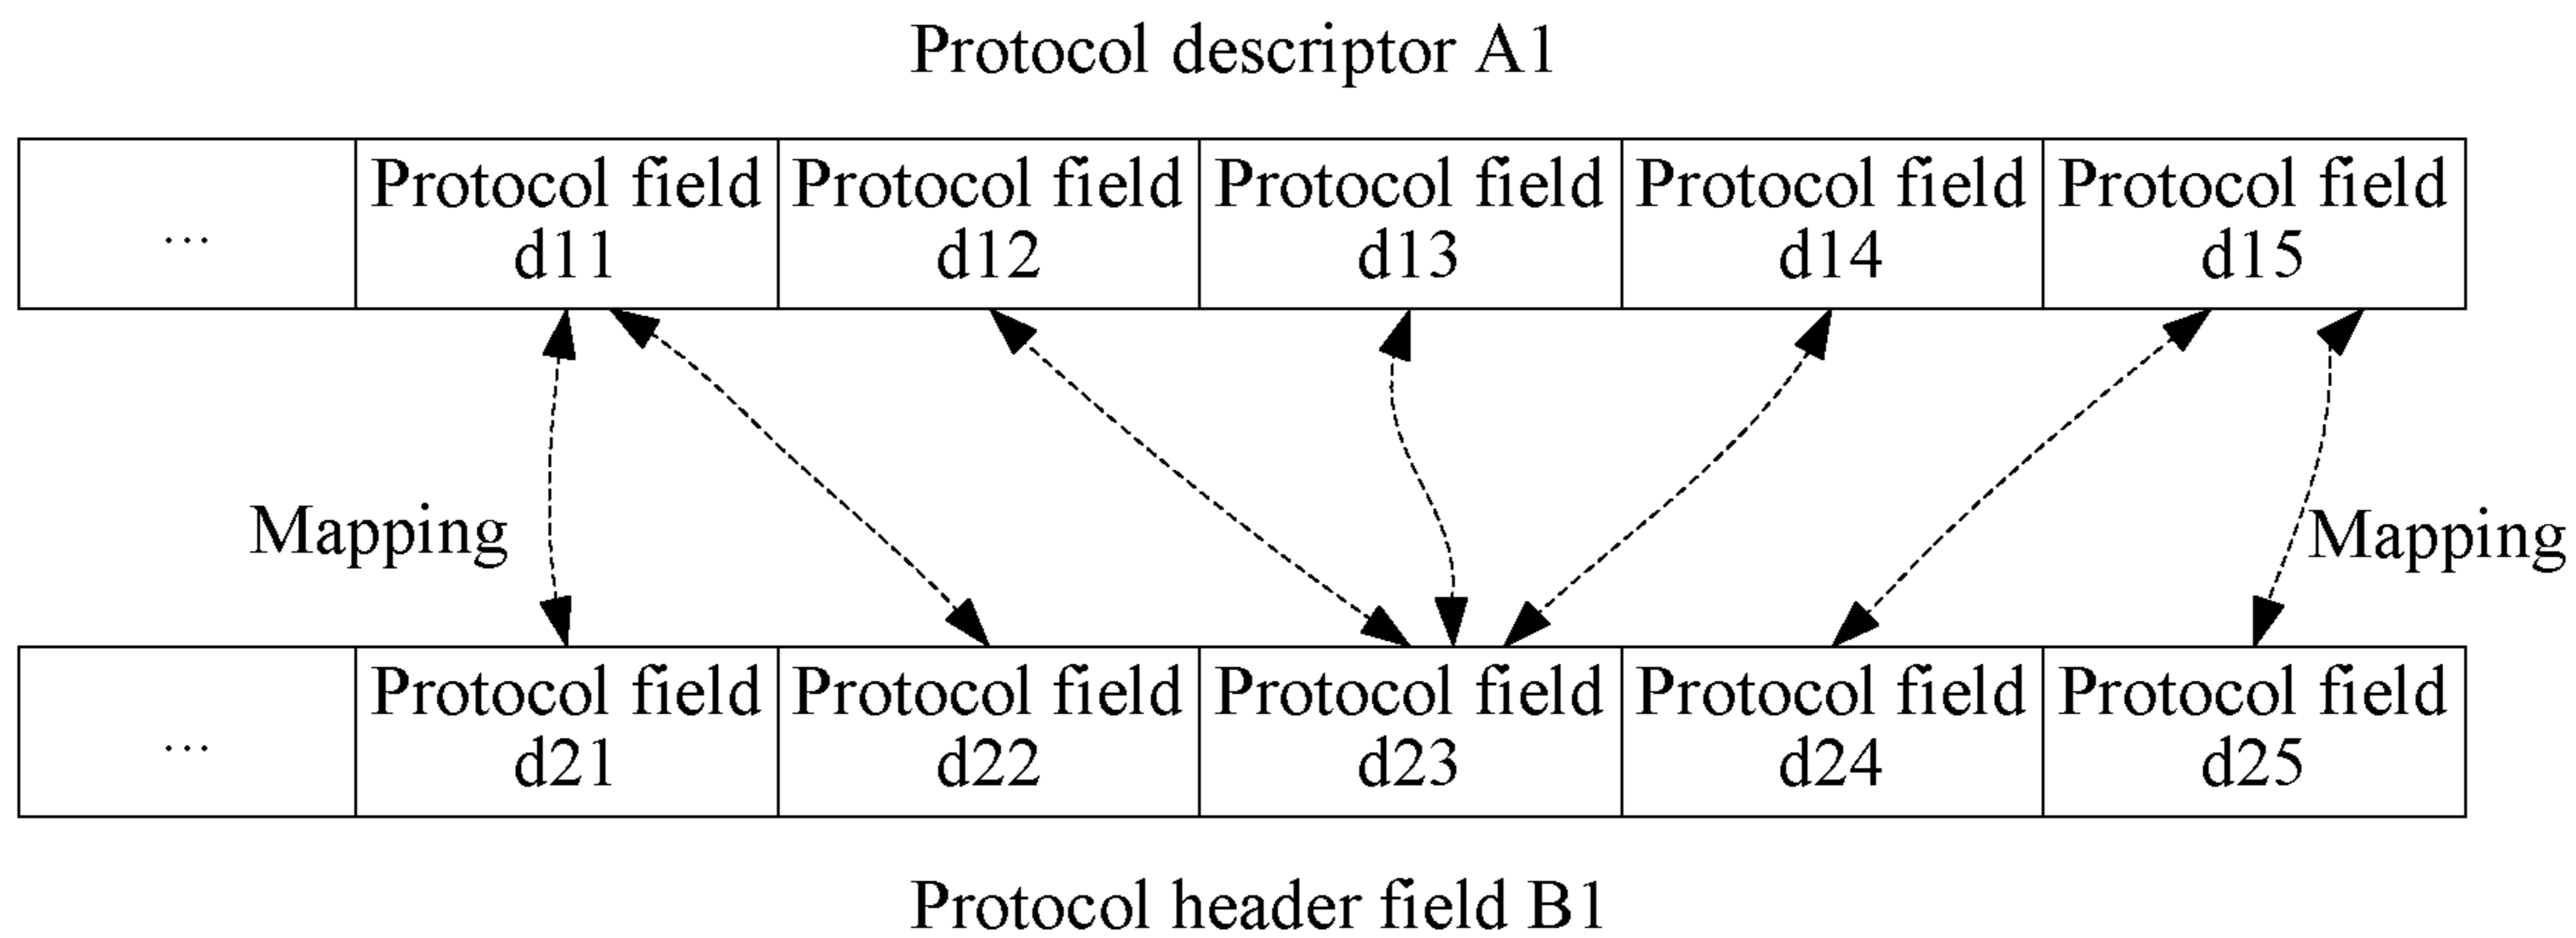 Protocol descriptor A1
...
Protocol field
d11
Protocol field
d12
Protocol field
d13
Protocol field
d14
Protocol field
d15
Mapping
Mapping
...
Protocol field
d21
Protocol field
d22
Protocol field
d23
Protocol field
d24
Protocol field
d25
Protocol header field B1